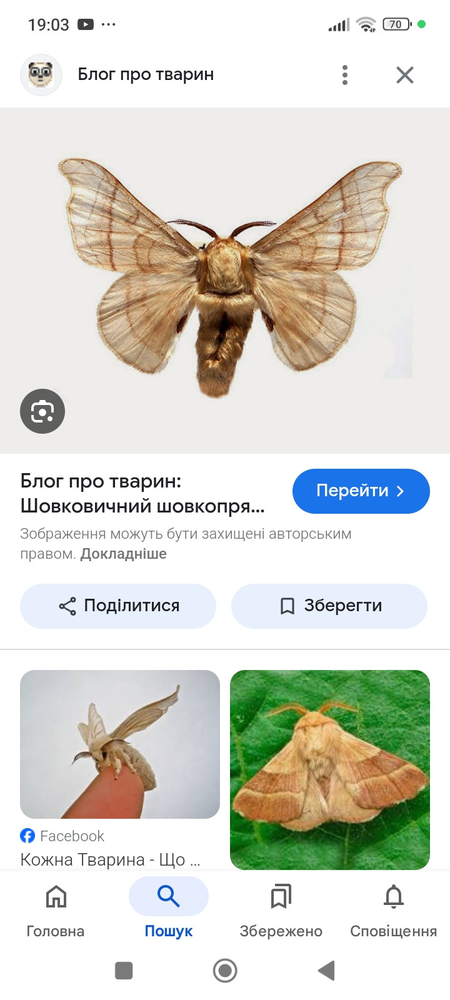 19:03
70
Блог про тварин
Блог про тварин:
Шовковичний шовкопря...
Перейти
Зображення можуть бути захищені авторським
правом. Докладніше
Поділитися
Зберегти
Facebook
Кожна Тварина - Що ...
Головна
Пошук
Збережено
Сповіщення